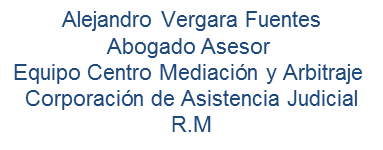 Alejandro Vergara Fuentes
Abogado Asesor
Equipo Centro Mediación y Arbitraje
Corporación de Asistencia Judicial
R.M